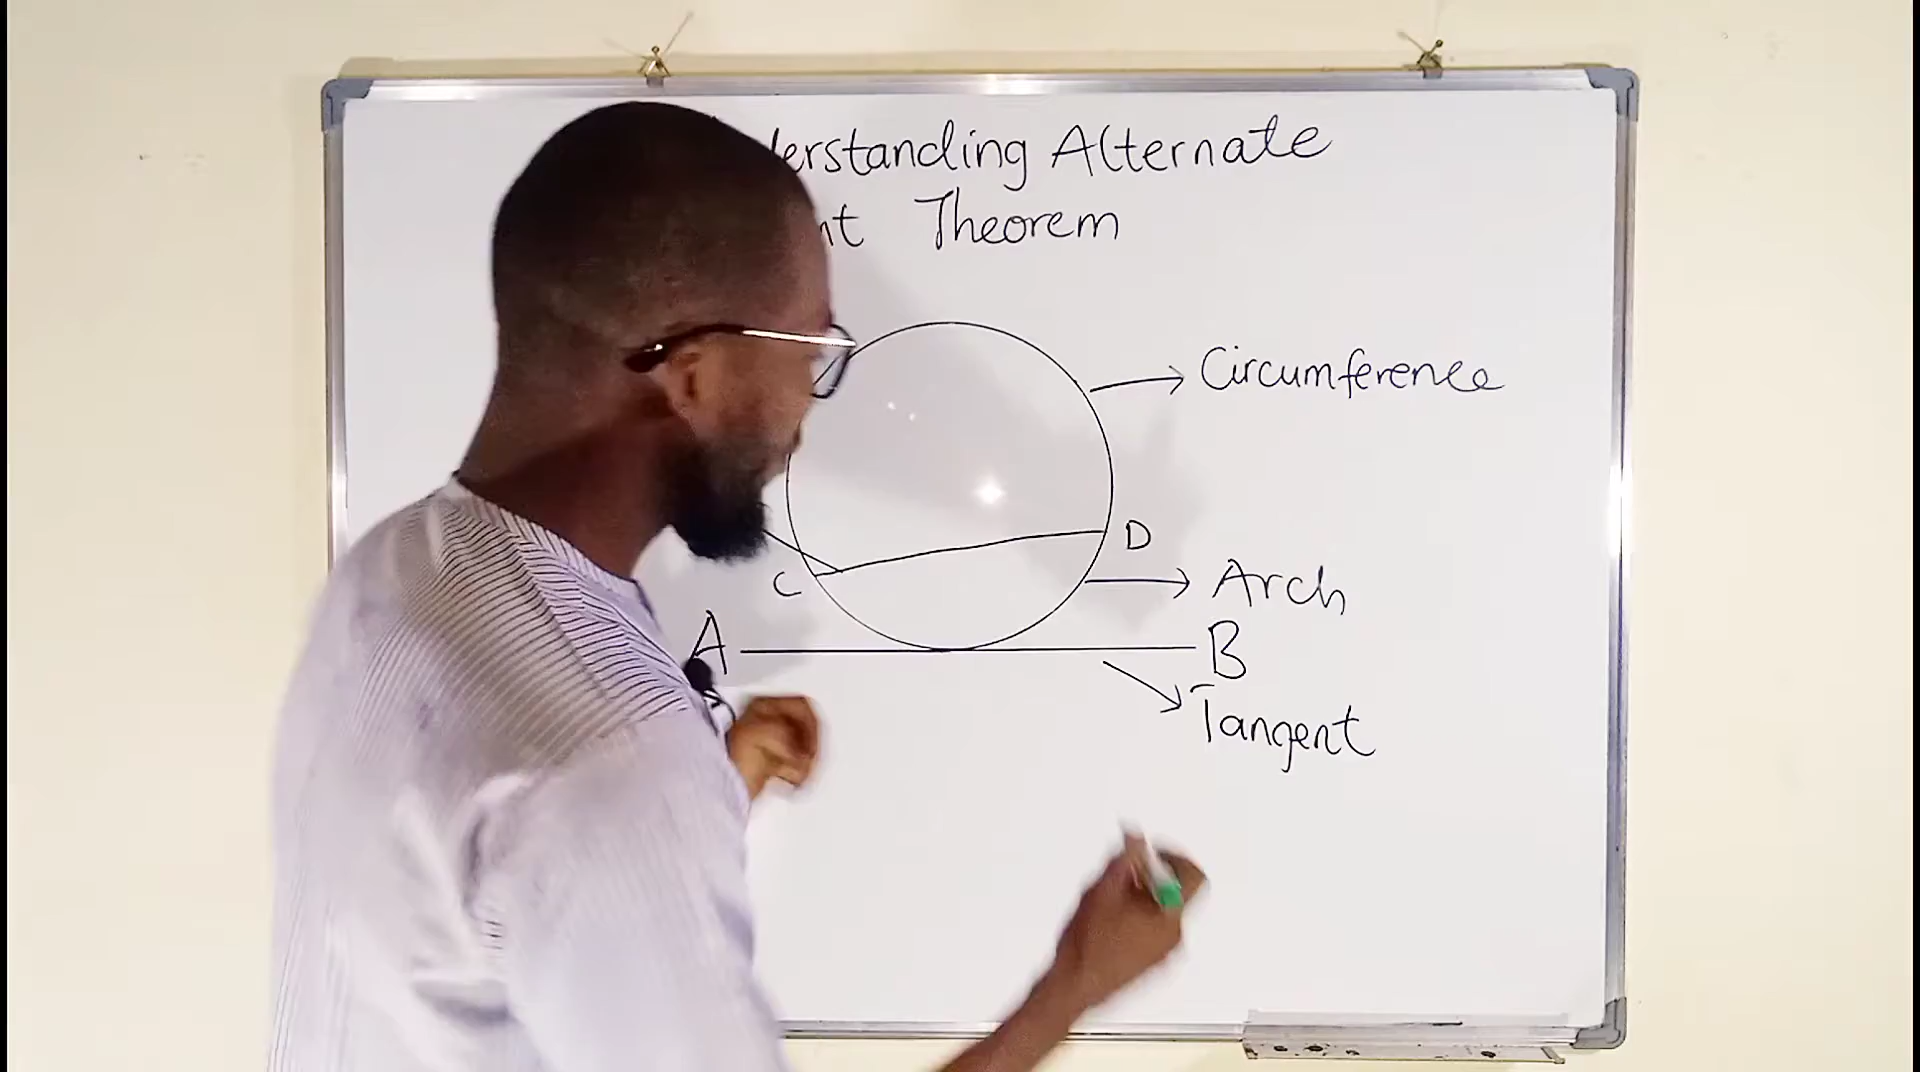 erstanding Alternate
nt Theorem
Circumference
D
C
Arch
A
B
Tangent